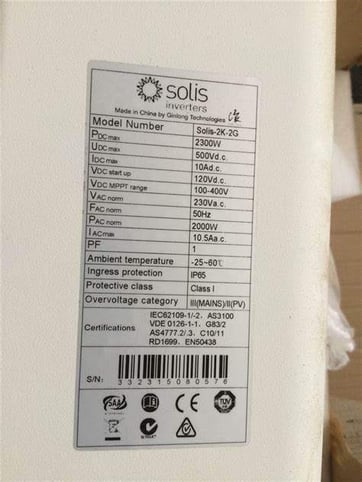 solis
inverters
Made in China by Ginlong Technologies
Model Number Solis-2K-2G
PDC max 2300W
UDC max 500Vd.c.
IDC max 10Ad.c.
VDC start up 120Vd.c.
VDC MPPT range 100-400V
VAC norm 230Va.c.
FAC norm 50Hz
PAC norm 2000W
IAC max 10.5Aa.c.
PF 1
Ambient temperature -25~60℃
Ingress protection IP65
Protective class Class I
Overvoltage category III(MAINS)/II(PV)
Certifications IEC62109-1/-2、AS3100
VDE 0126-1-1、G83/2
AS4777.2/.3、C10/11
RD1699、EN50438
S/N: 332315080576
SAA
CE
TUV